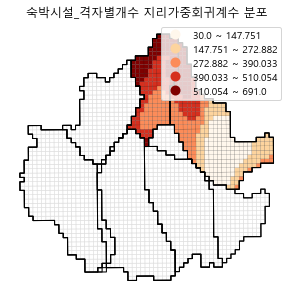 숙박시설_격자별개수 지리가중회귀계수 분포
30.0 ~ 147.751
147.751 ~ 272.882
272.882 ~ 390.033
390.033 ~ 510.054
510.054 ~ 691.0